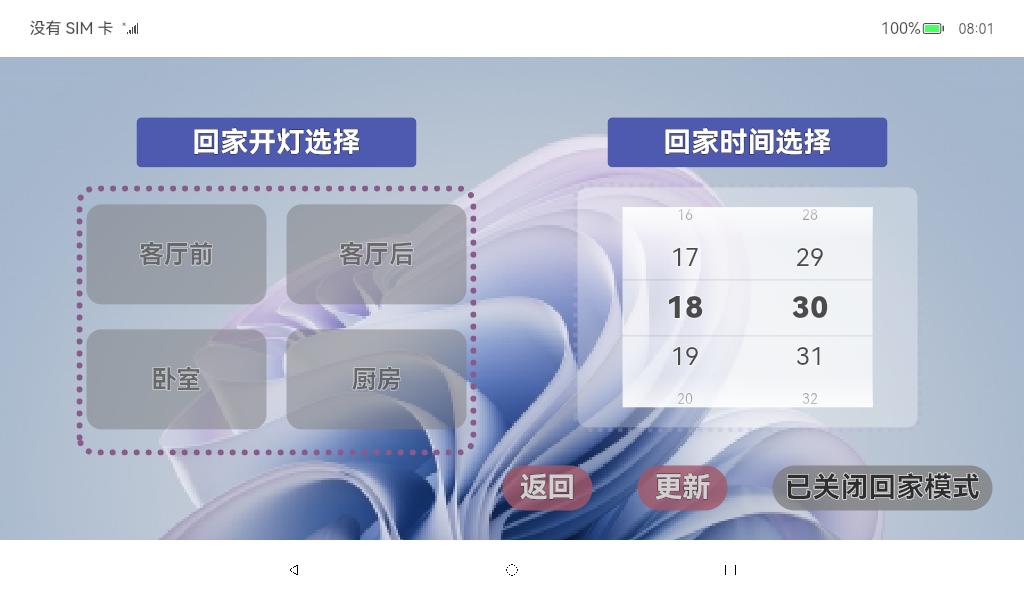 没有 SIM 卡
100% 08:01
回家开灯选择
客厅前 客厅后
卧室 厨房
回家时间选择
16 28
17 29
18 30
19 31
20 32
返回 更新 已关闭回家模式